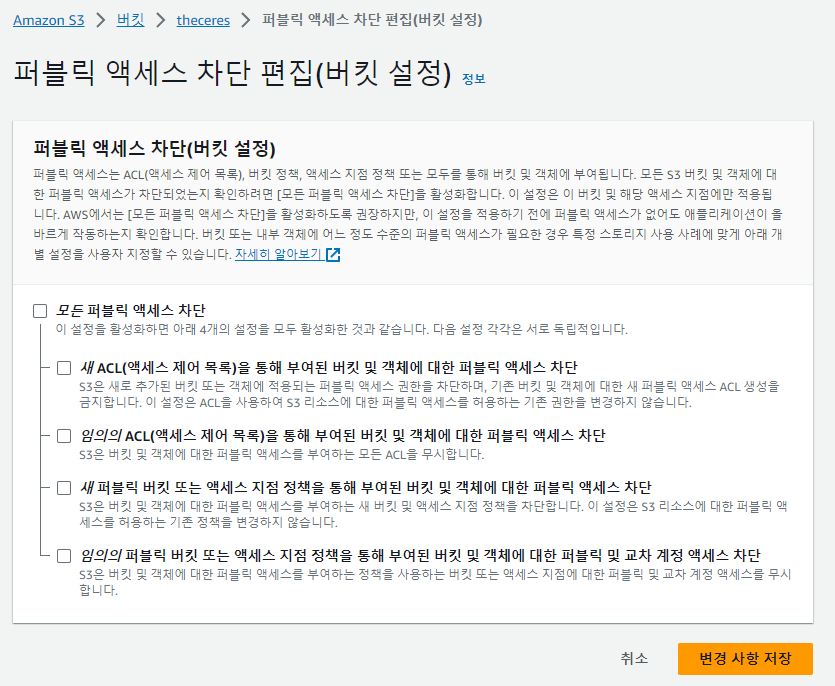 Amazon S3 > 버킷 > theceres > 퍼블릭 액세스 차단 편집(버킷 설정)
퍼블릭 액세스 차단 편집(버킷 설정) 정보
퍼블릭 액세스 차단(버킷 설정)
퍼블릭 액세스는 ACL(액세스 제어 목록), 버킷 정책, 액세스 지점 정책 또는 모두를 통해 버킷 및 객체에 부여됩니다. 모든 S3 버킷 및 객체에 대
한 퍼블릭 액세스가 차단되었는지 확인하려면 [모든 퍼블릭 액세스 차단]을 활성화합니다. 이 설정은 이 버킷 및 해당 액세스 지점에만 적용됩
니다. AWS에서는 [모든 퍼블릭 액세스 차단]을 활성화하도록 권장하지만, 이 설정을 적용하기 전에 퍼블릭 액세스가 없어도 애플리케이션이 올
바르게 작동하는지 확인합니다. 버킷 또는 내부 객체에 어느 정도 수준의 퍼블릭 액세스가 필요한 경우 특정 스토리지 사용 사례에 맞게 아래 개
별 설정을 사용자 지정할 수 있습니다. 자세히 알아보기
모든 퍼블릭 액세스 차단
이 설정을 활성화하면 아래 4개의 설정을 모두 활성화한 것과 같습니다. 다음 설정 각각은 서로 독립적입니다.
새 ACL(액세스 제어 목록)을 통해 부여된 버킷 및 객체에 대한 퍼블릭 액세스 차단
S3은 새로 추가된 버킷 또는 객체에 적용되는 퍼블릭 액세스 권한을 차단하며, 기존 버킷 및 객체에 대한 새 퍼블릭 액세스 ACL 생성을
금지합니다. 이 설정은 ACL을 사용하여 S3 리소스에 대한 퍼블릭 액세스를 허용하는 기존 권한을 변경하지 않습니다.
임의의 ACL(액세스 제어 목록)을 통해 부여된 버킷 및 객체에 대한 퍼블릭 액세스 차단
S3은 버킷 및 객체에 대한 퍼블릭 액세스를 부여하는 모든 ACL을 무시합니다.
새 퍼블릭 버킷 또는 액세스 지점 정책을 통해 부여된 버킷 및 객체에 대한 퍼블릭 액세스 차단
S3은 버킷 및 객체에 대한 퍼블릭 액세스를 부여하는 새 버킷 및 액세스 지점 정책을 차단합니다. 이 설정은 S3 리소스에 대한 퍼블릭 액
세스를 허용하는 기존 정책을 변경하지 않습니다.
임의의 퍼블릭 버킷 또는 액세스 지점 정책을 통해 부여된 버킷 및 객체에 대한 퍼블릭 및 교차 계정 액세스 차단
S3은 버킷 및 객체에 대한 퍼블릭 액세스를 부여하는 정책을 사용하는 버킷 또는 액세스 지점에 대한 퍼블릭 및 교차 계정 액세스를 무시
합니다.
취소 변경 사항 저장